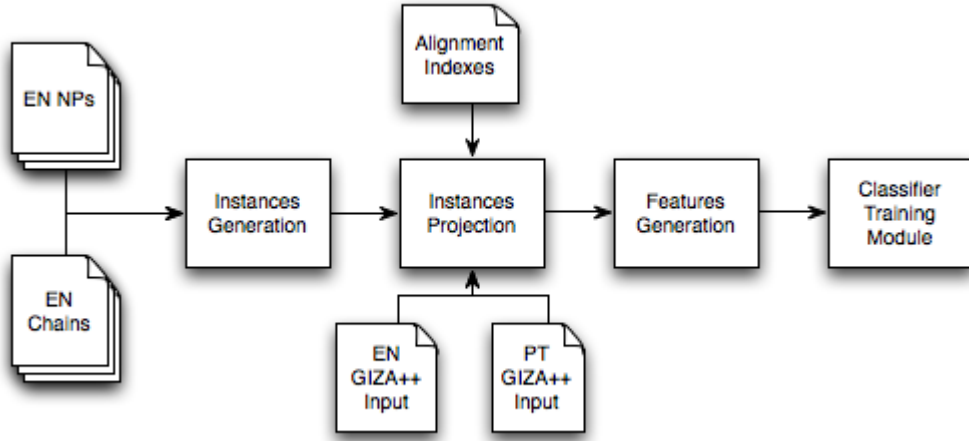 EN NPs
Alignment
Indexes
Instances
Generation
Instances
Projection
Features
Generation
Classifier
Training
Module
EN
Chains
EN
GIZA++
Input
PT
GIZA++
Input